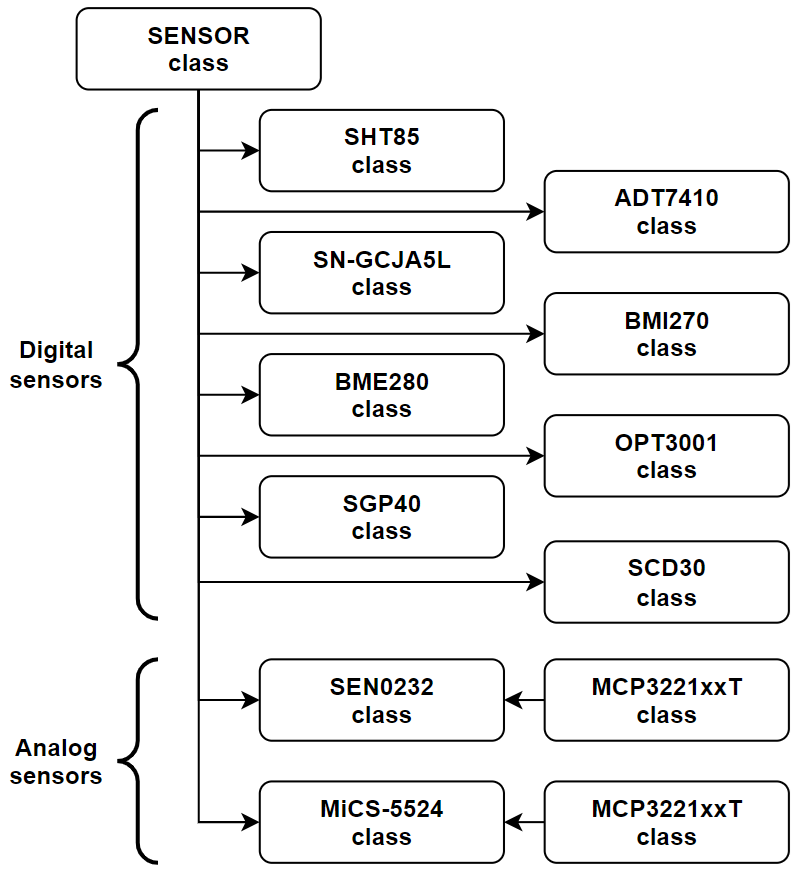 SENSOR
class
SHT85
class
ADT7410
class
SN-GCJA5L
class
BMI270
class
Digital
sensors
BME280
class
OPT3001
class
SGP40
class
SCD30
class
SEN0232
class
MCP3221xxT
class
Analog
sensors
MiCS-5524
class
MCP3221xxT
class